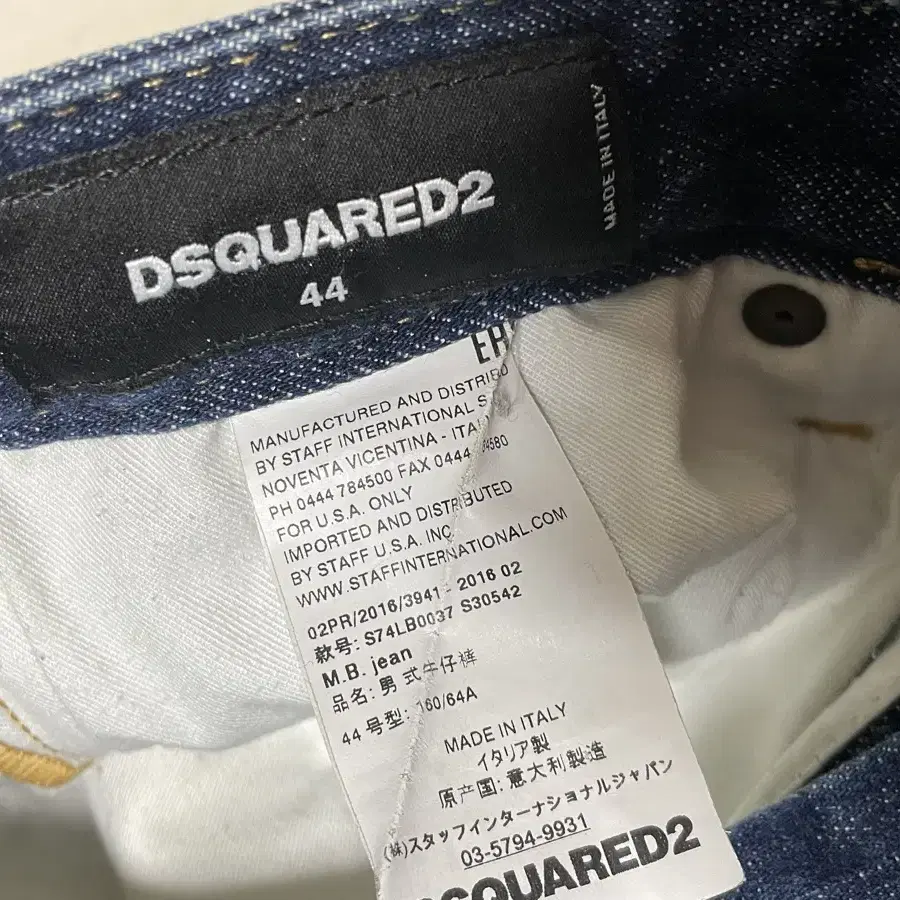 DSQUARED2
44
MADE IN ITALY
MANUFACTURED AND DISTRIBU
BY STAFF INTERNATIONAL S
NOVENTA VICENTINA - ITAL
PH 0444 784500 FAX 0444 4580
FOR U.S.A. ONLY
IMPORTED AND DISTRIBUTED
BY STAFF U.S.A. INC
WWW.STAFFINTERNATIONAL.COM
02PR/2016/3941 - 2016 02
款号: S74LB0037 S30542
M.B. jean
品名: 男 式牛仔裤
44 号型: 160/64A
MADE IN ITALY
イタリア製
原产国: 意大利製造
(株)スタッフインターナショナルジャパン
03-5794-9931
DSQUARED2